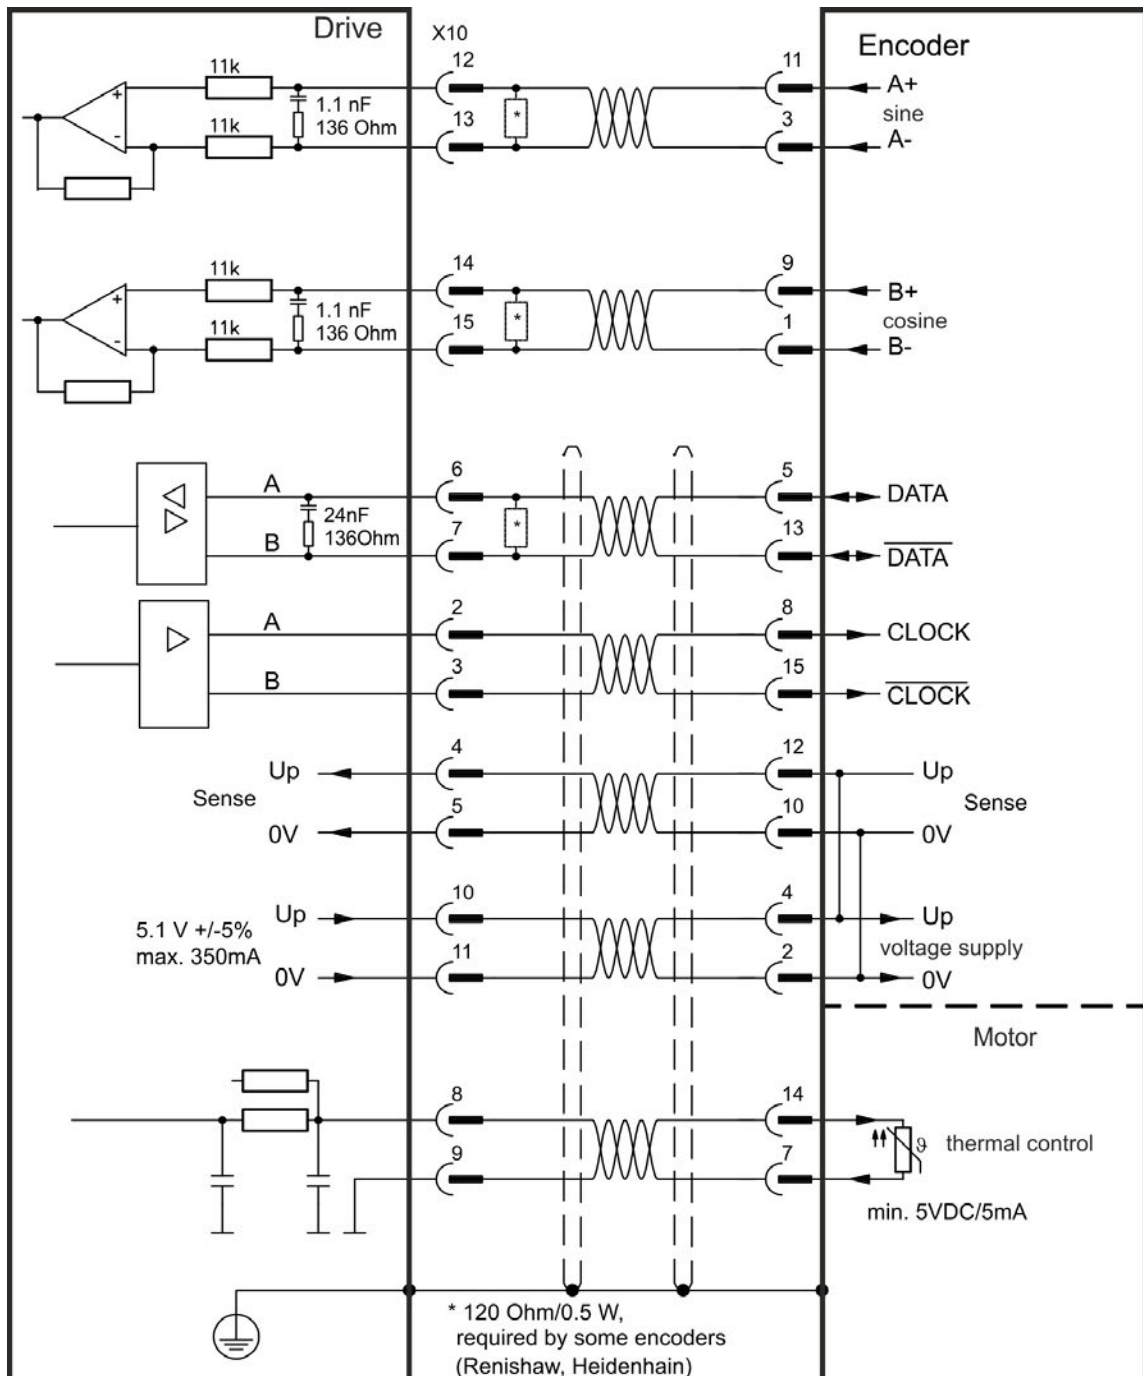 Drive
X10
Encoder
11k
12
11
A+
+
1.1 nF
sine
136 Ohm
*
-
11k
13
3
A-
11k
14
9
B+
+
1.1 nF
cosine
136 Ohm
*
-
11k
15
1
B-
A
6
5
DATA
24nF
136Ohm
*
B
7
13
DATA
A
2
8
CLOCK
B
3
15
CLOCK
Up
4
12
Up
Sense
Sense
0V
5
10
0V
5.1 V +/-5%
max. 350mA
Up
10
4
Up
voltage supply
0V
11
2
0V
Motor
8
14
ϑ
thermal control
9
7
min. 5VDC/5mA
* 120 Ohm/0.5 W,
required by some encoders
(Renishaw, Heidenhain)